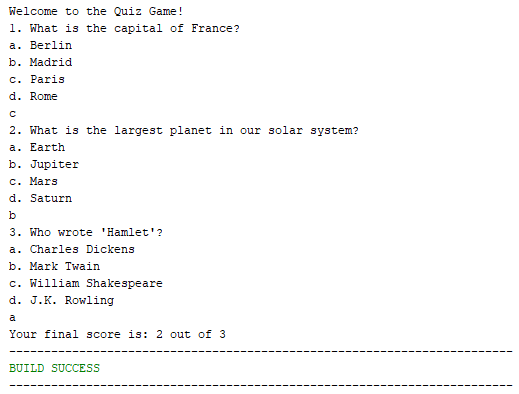 Welcome to the Quiz Game!
1. What is the capital of France?
a. Berlin
b. Madrid
c. Paris
d. Rome
c
2. What is the largest planet in our solar system?
a. Earth
b. Jupiter
c. Mars
d. Saturn
b
3. Who wrote 'Hamlet'?
a. Charles Dickens
b. Mark Twain
c. William Shakespeare
d. J.K. Rowling
a
Your final score is: 2 out of 3
------------------------------------------------------------------------
BUILD SUCCESS
------------------------------------------------------------------------